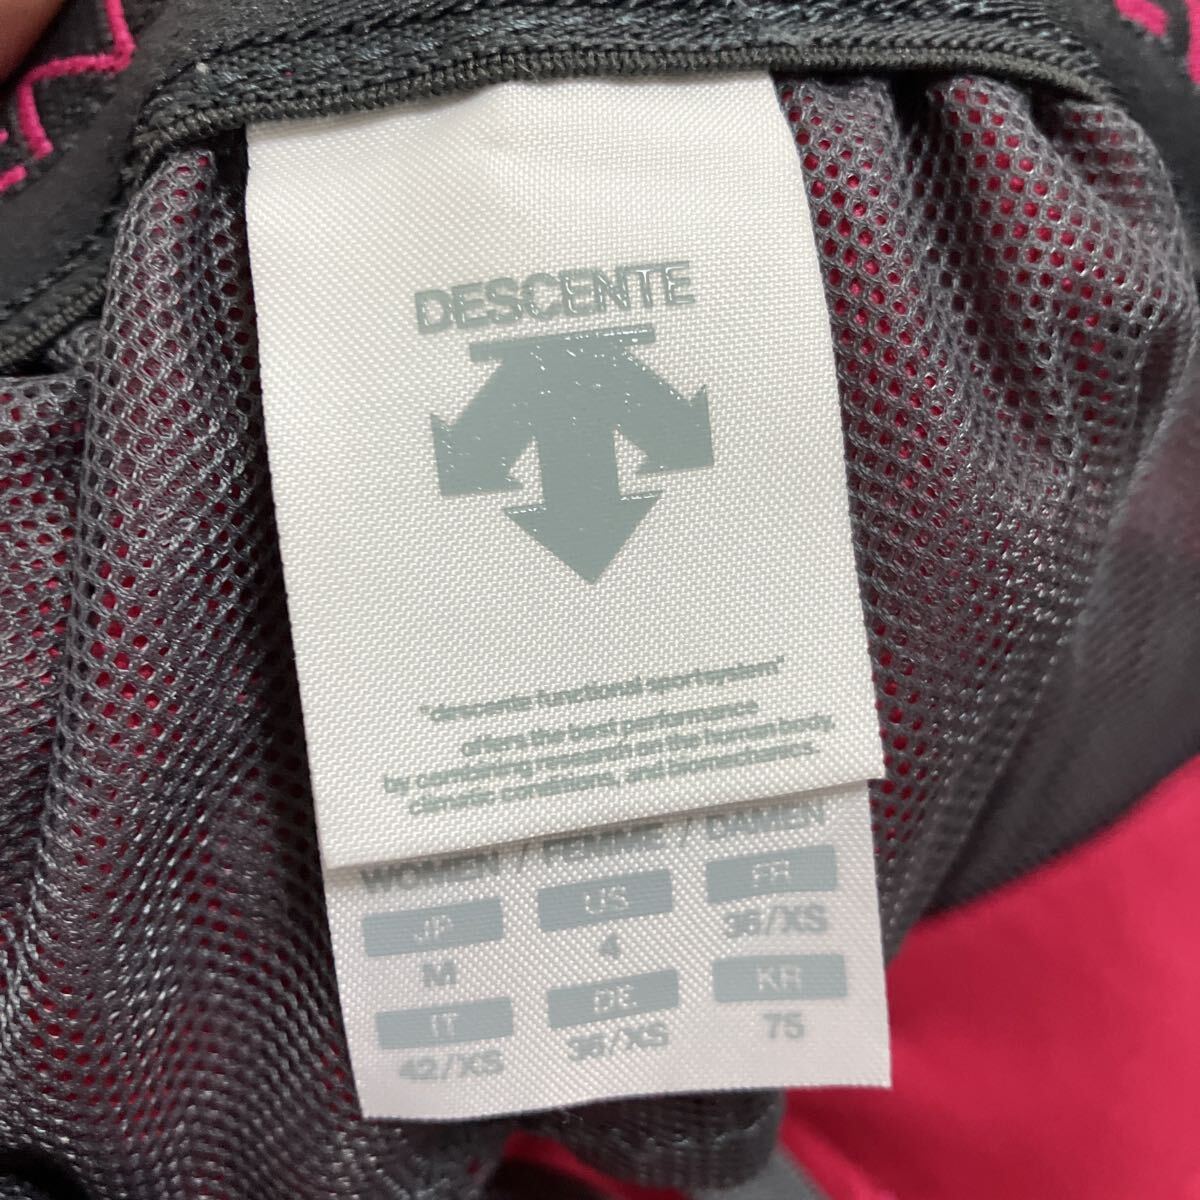 DESCENTE
"descente functional sportsystem"
offers the best performance
by combining research on the human body,
climatic conditions, and biomechanics.
WOMEN / FEMME / DAMEN
JP US FR
M 4 36/XS
IT DE KR
42/XS 36/XS 75